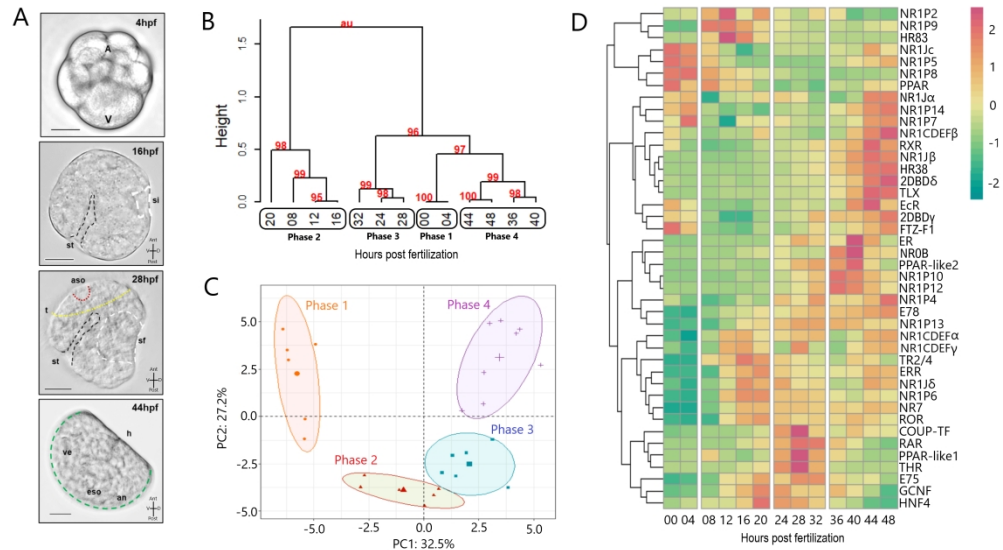 A
4hpf
A
V
16hpf
si
st
Ant
V D
Post
28hpf
aso
t
st
sf
Ant
V D
Post
44hpf
h
ve
eso
an
Ant
V D
Post
B
Height
1.5
1.0
0.5
0.0
au
96
98
97
99
99
99
95
98
100
100
98
20 08 12 16 32 24 28 00 04 44 48 36 40
Phase 2 Phase 3 Phase 1 Phase 4
Hours post fertilization
C
Phase 1
Phase 4
Phase 3
Phase 2
PC2: 27.2%
5.0
2.5
0.0
-2.5
-5.0
-5.0 -2.5 0.0 2.5 5.0
PC1: 32.5%
D
NR1P2
NR1P9
HR83
NR1Jc
NR1P5
NR1P8
PPAR
NR1Jα
NR1P14
NR1P7
NR1CDEFβ
RXR
NR1Jβ
HR38
2DBDδ
TLX
EcR
2DBDγ
FTZ-F1
ER
NR0B
PPAR-like2
NR1P10
NR1P12
NR1P4
E78
NR1P13
NR1CDEFα
NR1CDEFγ
TR2/4
ERR
NR1Jδ
NR1P6
NR7
ROR
COUP-TF
RAR
PPAR-like1
THR
E75
GCNF
HNF4
00 04 08 12 16 20 24 28 32 36 40 44 48
Hours post fertilization
2
1
0
-1
-2